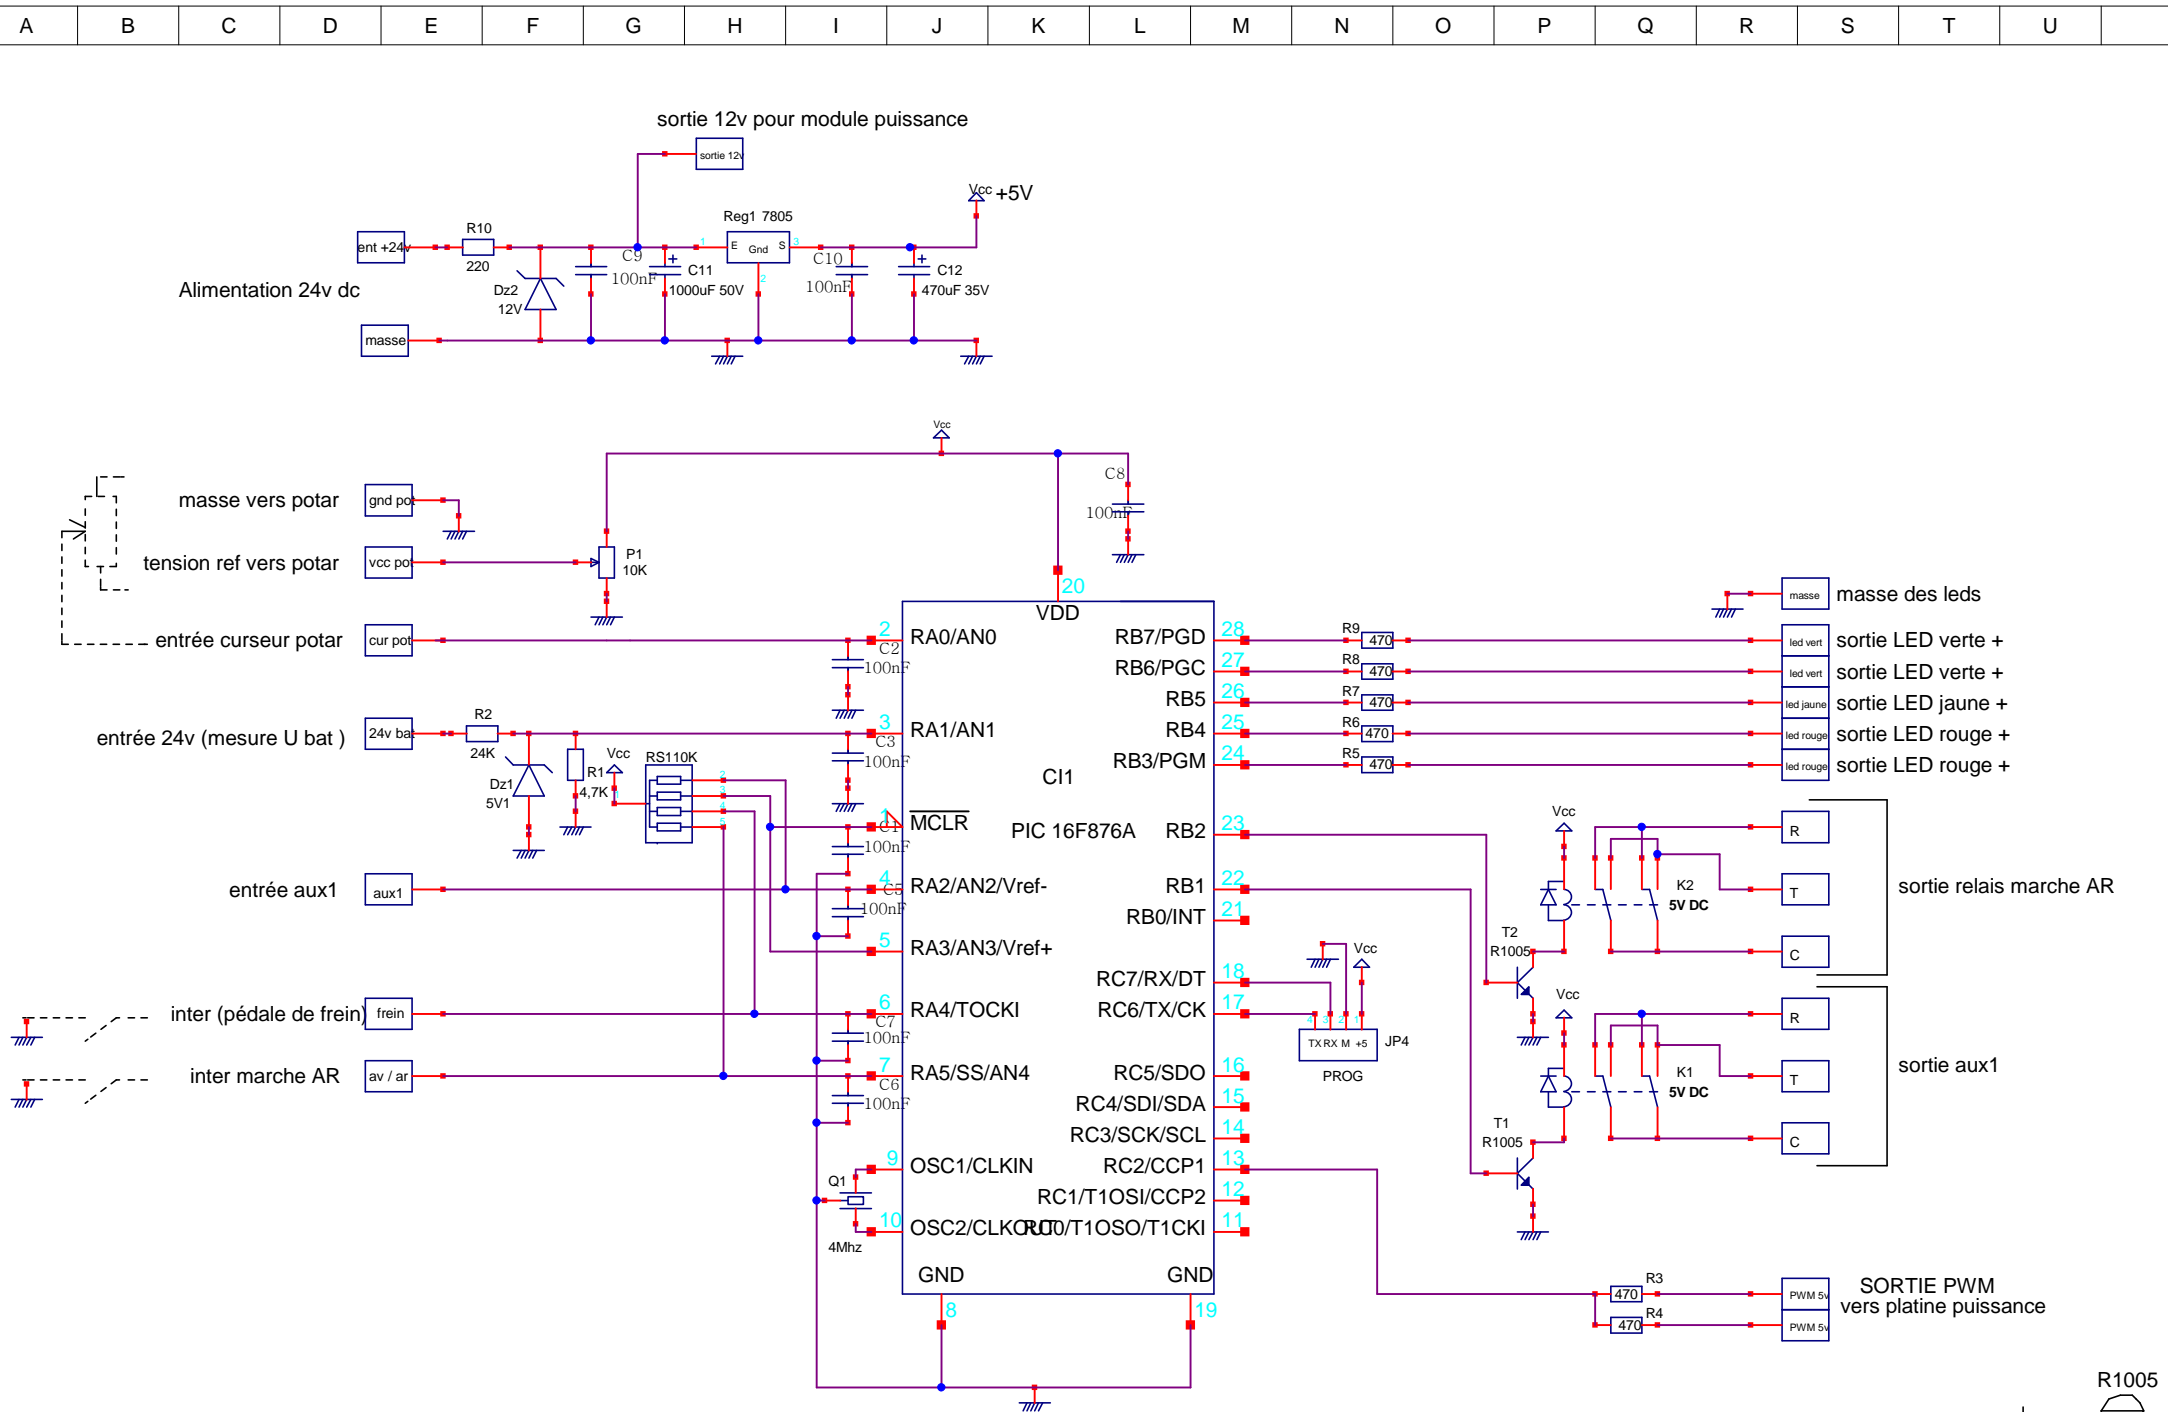 A B C D E F G H I J K L M N O P Q R S T U
sortie 12v pour module puissance
sortie 12v
Vcc +5V
Reg1 7805
R10
ent +24v
1 E Gnd S 3
220
C9
100nF
C11
1000uF 50V
2
C10
100nF
C12
470uF 35V
Alimentation 24v dc
Dz2
12V
masse
Vcc
C8
100nF
masse vers potar
gnd pot
tension ref vers potar
vcc pot
P1
10K
20
VDD
masse
masse des leds
entrée curseur potar
cur pot
2
RA0/AN0
C2
100nF
RB7/PGD
28
R9
470
led vert
sortie LED verte +
RB6/PGC
27
R8
470
led vert
sortie LED verte +
RB5
26
R7
470
led jaune
sortie LED jaune +
entrée 24v (mesure U bat )
24v bat
R2
24K
3
RA1/AN1
C3
100nF
RB4
25
R6
470
led rouge
sortie LED rouge +
RB3/PGM
24
R5
470
led rouge
sortie LED rouge +
Dz1
5V1
R1
4,7K
Vcc
RS110K
1
2
3
4
5
CI1
PIC 16F876A
1
MCLR
C1
100nF
RB2
23
entrée aux1
aux1
4
RA2/AN2/Vref-
C5
100nF
RB1
22
RB0/INT
21
5
RA3/AN3/Vref+
Vcc
K2
5V DC
R
T
C
sortie relais marche AR
T2
R1005
RC7/RX/DT
18
RC6/TX/CK
17
Vcc
4 3 2 1
TX RX M +5
JP4
PROG
inter (pédale de frein)
frein
6
RA4/TOCKI
C7
100nF
inter marche AR
av / ar
7
RA5/SS/AN4
C6
100nF
RC5/SDO
16
RC4/SDI/SDA
15
RC3/SCK/SCL
14
Vcc
K1
5V DC
R
T
C
sortie aux1
T1
R1005
9
OSC1/CLKIN
Q1
4Mhz
10
OSC2/CLKOUT
RC2/CCP1
13
RC1/T1OSI/CCP2
12
RC0/T1OSO/T1CKI
11
GND
8
GND
19
R3
470
PWM 5v
R4
470
PWM 5v
SORTIE PWM
vers platine puissance
R1005